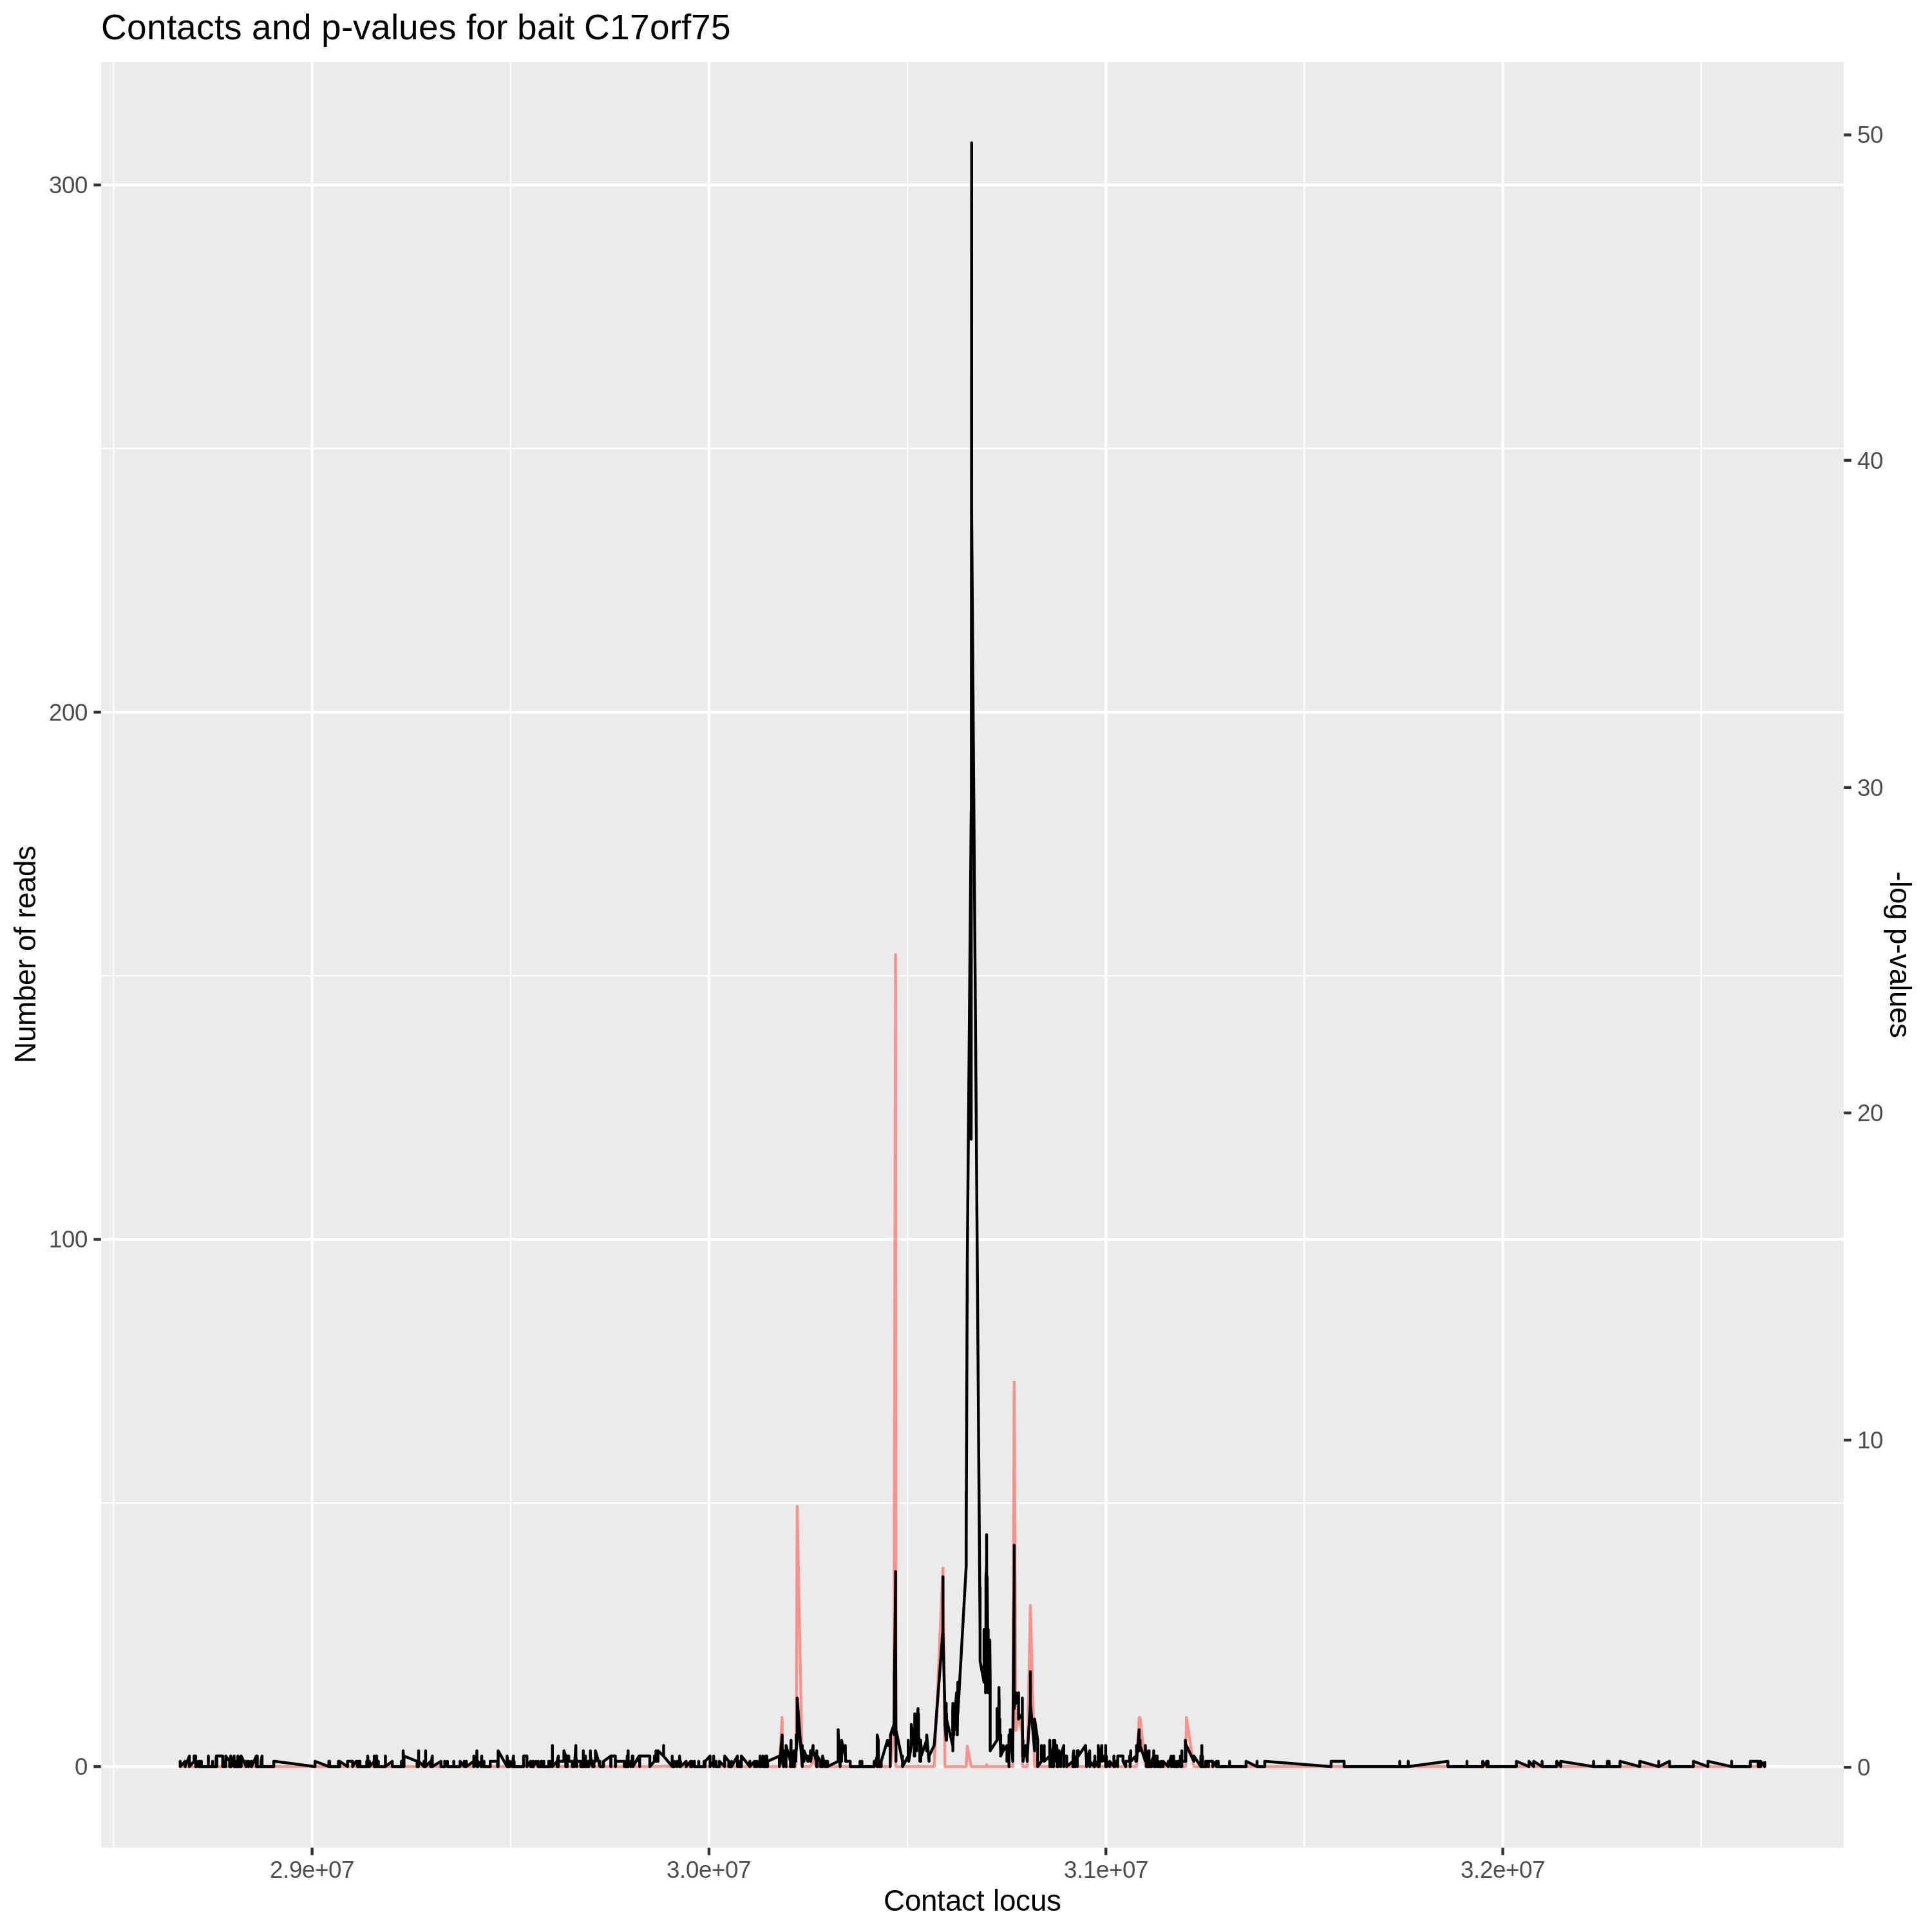 Contacts and p-values for bait C17orf75
300
200
100
0
50
40
30
20
10
0
Number of reads
-log p-values
2.9e+07
3.0e+07
3.1e+07
3.2e+07
Contact locus